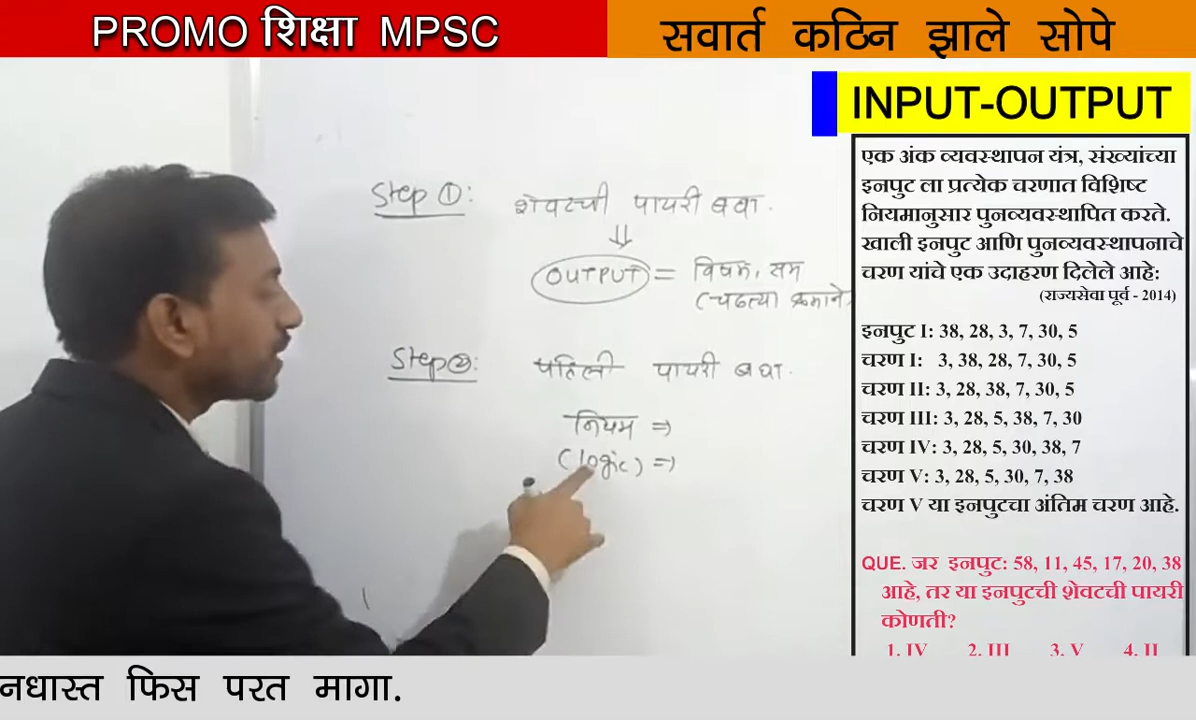 PROMO शिक्षा MPSC
सवार्त कठिन झाले सोपे
INPUT-OUTPUT
एक अंक व्यवस्थापन यंत्र, संख्यांच्या
इनपुट ला प्रत्येक चरणात विशिष्ट
नियमानुसार पुनव्यवस्थापित करते.
खाली इनपुट आणि पुनव्यवस्थापनाचे
चरण यांचे एक उदाहरण दिलेले आहे:
(राज्यसेवा पूर्व - 2014)
इनपुट I: 38, 28, 3, 7, 30, 5
चरण I: 3, 38, 28, 7, 30, 5
चरण II: 3, 28, 38, 7, 30, 5
चरण III: 3, 28, 5, 38, 7, 30
चरण IV: 3, 28, 5, 30, 38, 7
चरण V: 3, 28, 5, 30, 7, 38
चरण V या इनपुटचा अंतिम चरण आहे.
QUE. जर इनपुट: 58, 11, 45, 17, 20, 38
आहे, तर या इनपुटची शेवटची पायरी
कोणती?
1. IV 2. III 3. V 4. II
Step ①: शेवटची पायरी बघा.
⇓
OUTPUT = विषम, सम
(चढत्या क्रमाने
Step ②: पहिली पायरी बघा.
नियम ⇒
(logic) ⇒
नधास्त फिस परत मागा.